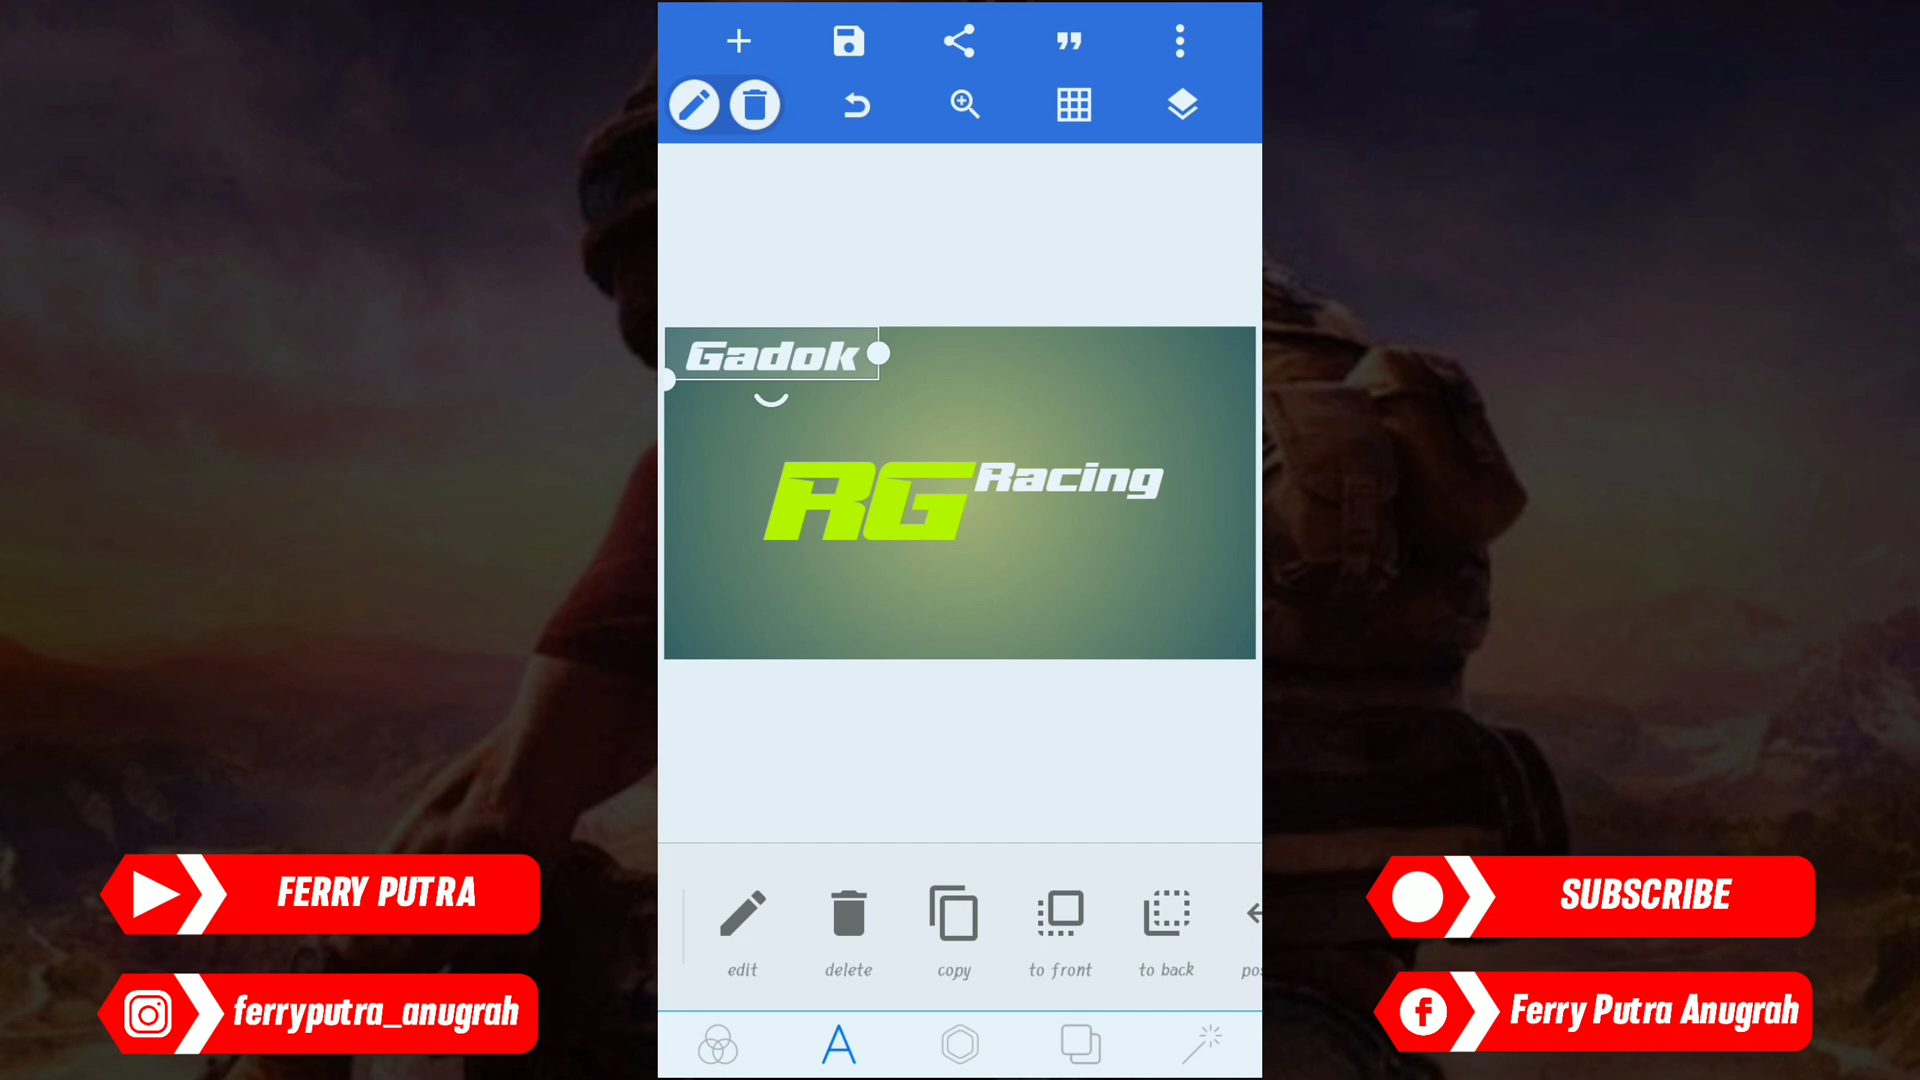 Gadok
RG Racing
edit
delete
copy
to front
to back
FERRY PUTRA
ferryputra_anugrah
SUBSCRIBE
Ferry Putra Anugrah